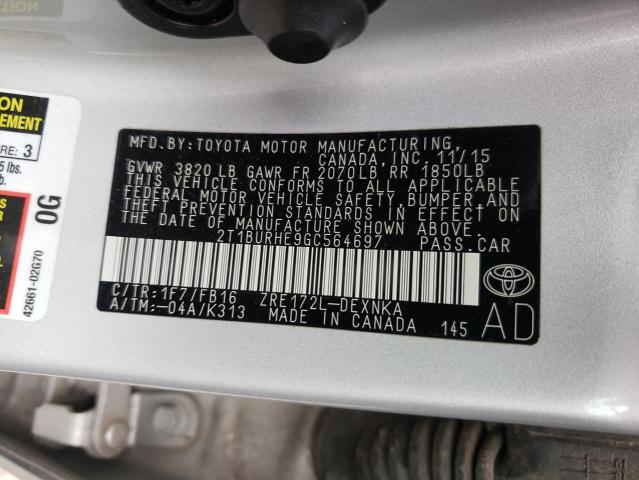 MFD. BY: TOYOTA MOTOR MANUFACTURING,
CANADA, INC. 11/15
GVWR 3820 LB GAWR FR 2070LB RR 1850LB
THIS VEHICLE CONFORMS TO ALL APPLICABLE
FEDERAL MOTOR VEHICLE SAFETY, BUMPER, AND
THEFT PREVENTION STANDARDS IN EFFECT ON
THE DATE OF MANUFACTURE SHOWN ABOVE.
2T1BURHE9GC564697 PASS. CAR
C/TR: 1F7/FB16 ZRE172L-DEXNKA
A/TM: -04A/K313 MADE IN CANADA 145
AD
ON
EMENT
RE: 3
5 lbs.
b.
0G
42661-02G70